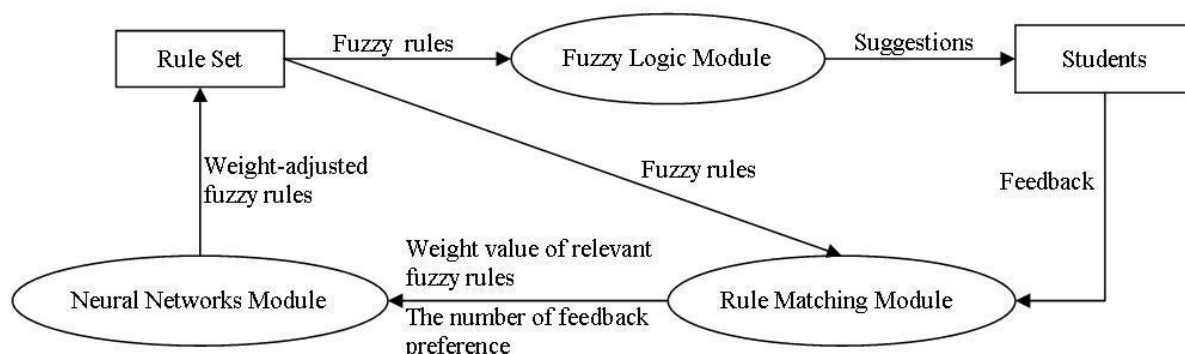 Fuzzy rules
Suggestions
Rule Set
Fuzzy Logic Module
Students
Weight-adjusted
fuzzy rules
Fuzzy rules
Feedback
Weight value of relevant
fuzzy rules
Neural Networks Module
Rule Matching Module
The number of feedback
preference